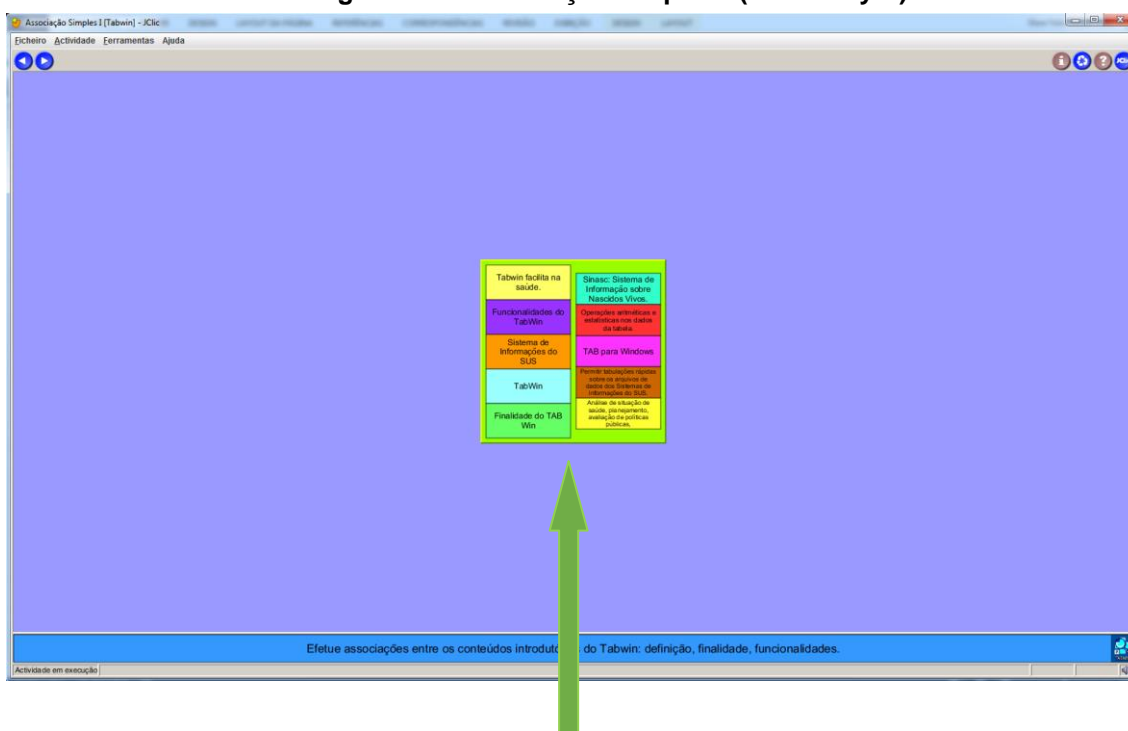 Associação Simples I [Tabwin] - JClic
Ficheiro Actividade Ferramentas Ajuda
Tabwin facilita na
saúde.
Funcionalidades do
TabWin
Sistema de
Informações do
SUS
TabWin
Finalidade do TAB
Win
Sinasc: Sistema de
Informação sobre
Nascidos Vivos.
Operações aritméticas e
estatísticas nos dados
da tabela.
TAB para Windows
Permitir tabulações rápidas
sobre os arquivos de
dados dos Sistemas de
Informações do SUS.
Análise de situação de
saúde, planejamento,
avaliação de políticas
públicas,
Efetue associações entre os conteúdos introdutó do Tabwin: definição, finalidade, funcionalidades.
Actividade em execução